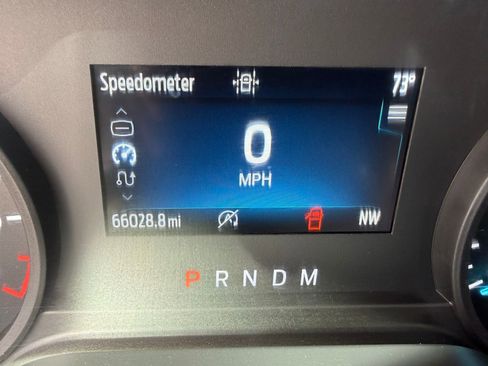 Speedometer 73°
0
MPH
66028.8 mi NW
P R N D M